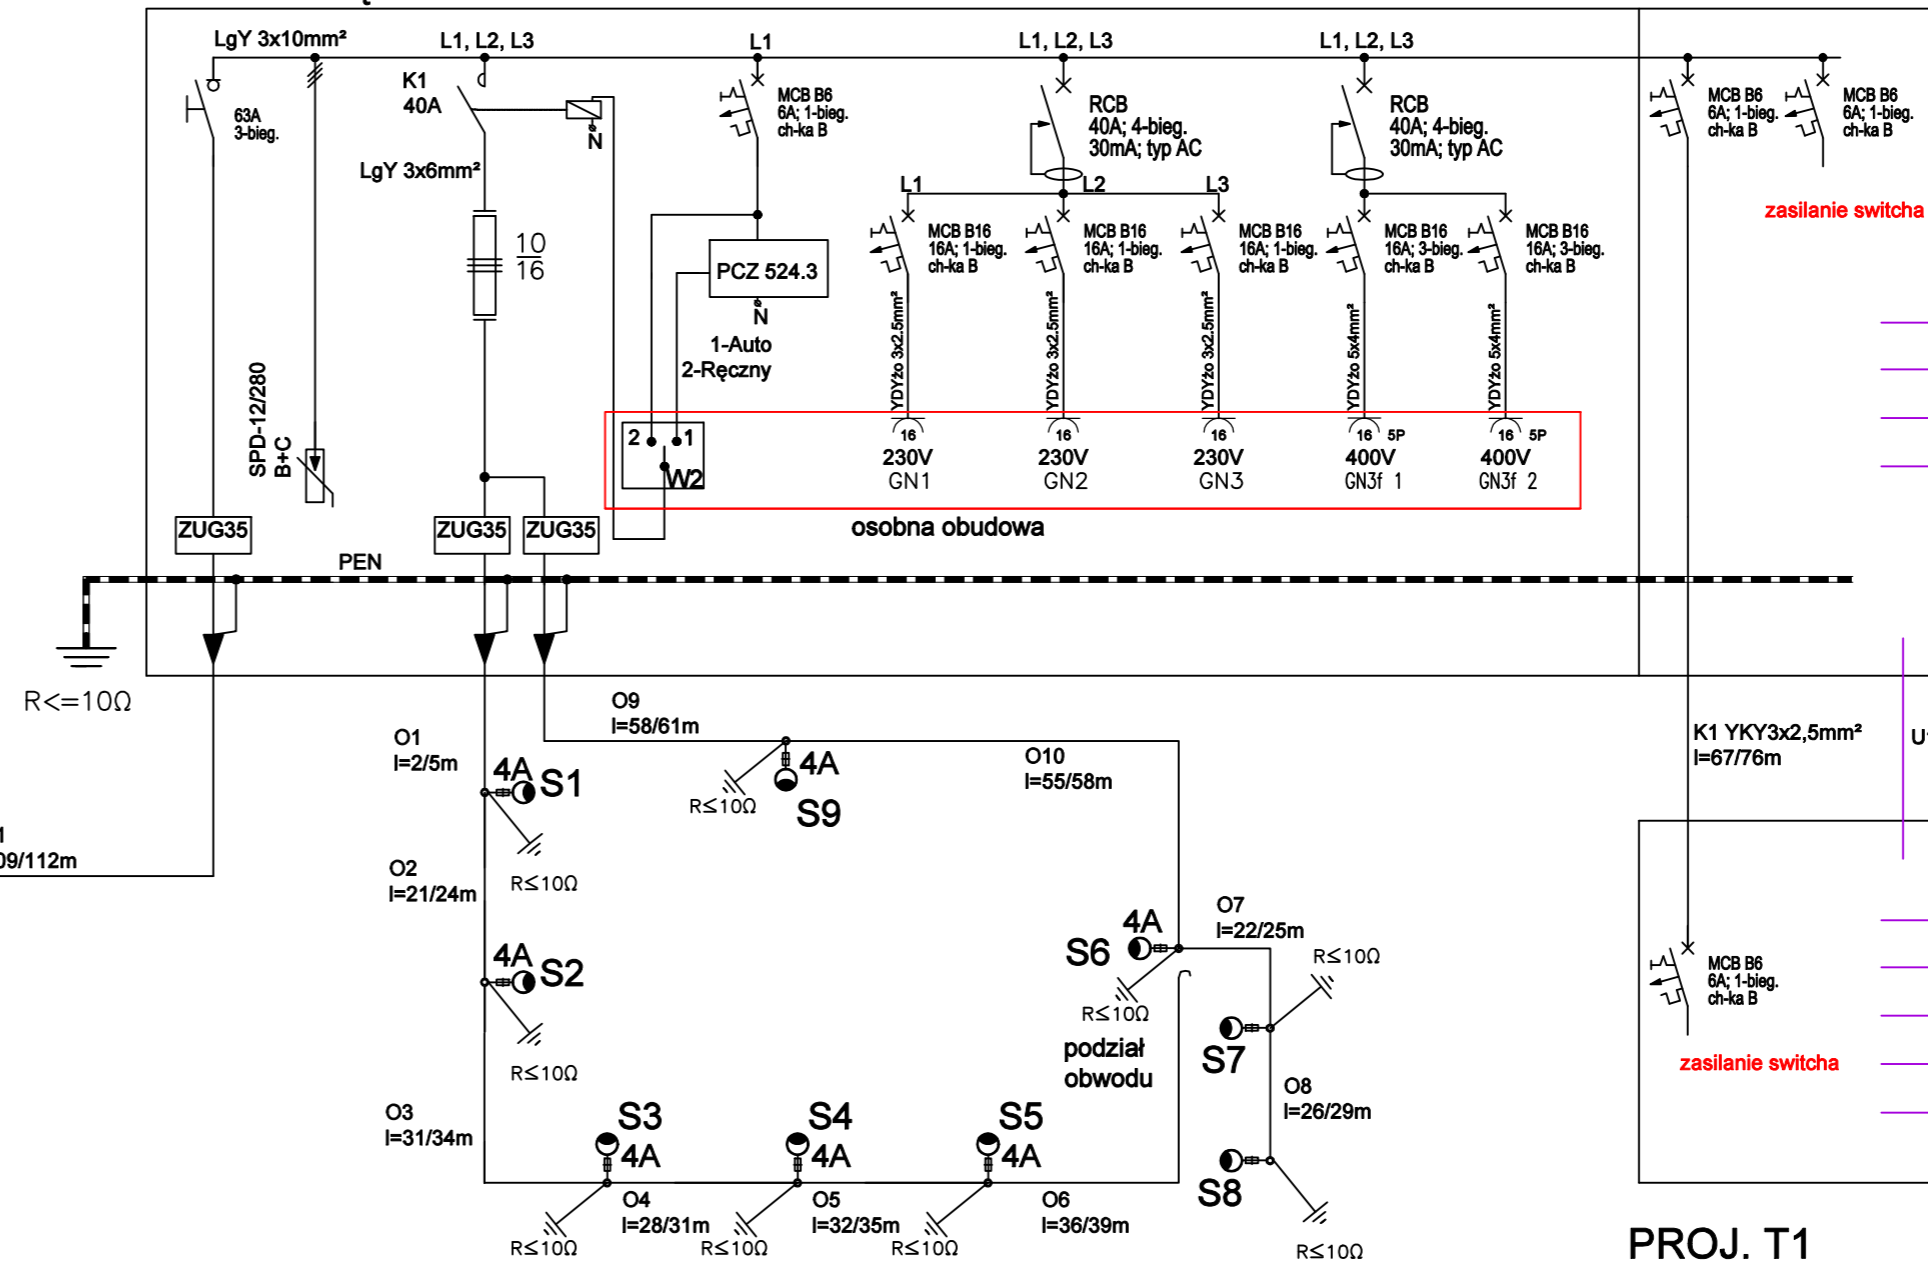 LgY 3x10mm²
L1, L2, L3
L1
L1, L2, L3
L1, L2, L3
63A
3-bieg.
K1
40A
N
LgY 3x6mm²
10
16
MCB B6
6A; 1-bieg.
ch-ka B
RCB
40A; 4-bieg.
30mA; typ AC
RCB
40A; 4-bieg.
30mA; typ AC
MCB B6
6A; 1-bieg.
ch-ka B
MCB B6
6A; 1-bieg.
ch-ka B
zasilanie switcha
L1
L2
L3
MCB B16
16A; 1-bieg.
ch-ka B
MCB B16
16A; 1-bieg.
ch-ka B
MCB B16
16A; 1-bieg.
ch-ka B
MCB B16
16A; 3-bieg.
ch-ka B
MCB B16
16A; 3-bieg.
ch-ka B
PCZ 524.3
N
1-Auto
2-Ręczny
YDYżo 3x2.5mm²
YDYżo 3x2.5mm²
YDYżo 3x2.5mm²
YDYżo 5x4mm²
YDYżo 5x4mm²
SPD-12/280
B+C
2
1
W2
16
230V
GN1
16
230V
GN2
16
230V
GN3
16 5P
400V
GN3f 1
16 5P
400V
GN3f 2
osobna obudowa
ZUG35
ZUG35
ZUG35
PEN
R<=10Ω
09/112m
O1
l=2/5m
4A
S1
R≤10Ω
O2
l=21/24m
4A
S2
R≤10Ω
O3
l=31/34m
S3
4A
R≤10Ω
O4
l=28/31m
S4
4A
R≤10Ω
O5
l=32/35m
S5
4A
R≤10Ω
O6
l=36/39m
O9
l=58/61m
4A
S9
R≤10Ω
O10
l=55/58m
4A
S6
R≤10Ω
podział
obwodu
O7
l=22/25m
R≤10Ω
S7
O8
l=26/29m
S8
R≤10Ω
K1 YKY3x2,5mm²
l=67/76m
MCB B6
6A; 1-bieg.
ch-ka B
zasilanie switcha
PROJ. T1